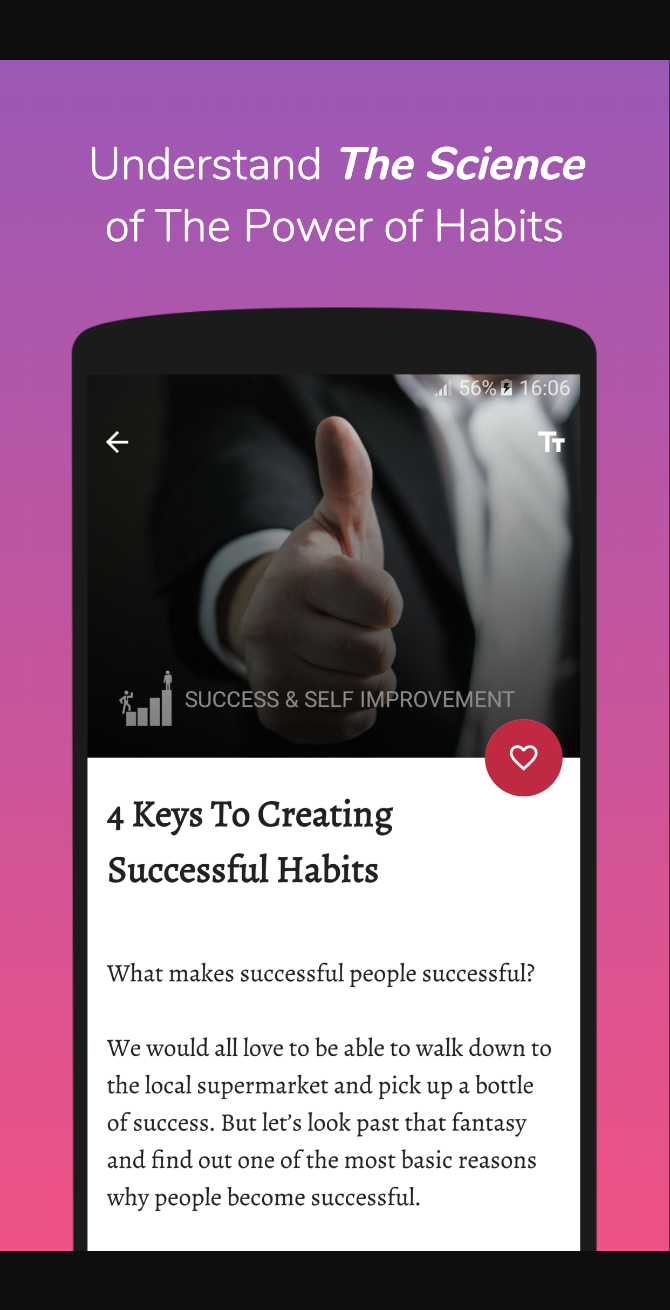 Understand The Science
of The Power of Habits
56% 16:06
TT
SUCCESS & SELF IMPROVEMENT
4 Keys To Creating
Successful Habits
What makes successful people successful?
We would all love to be able to walk down to
the local supermarket and pick up a bottle
of success. But let’s look past that fantasy
and find out one of the most basic reasons
why people become successful.